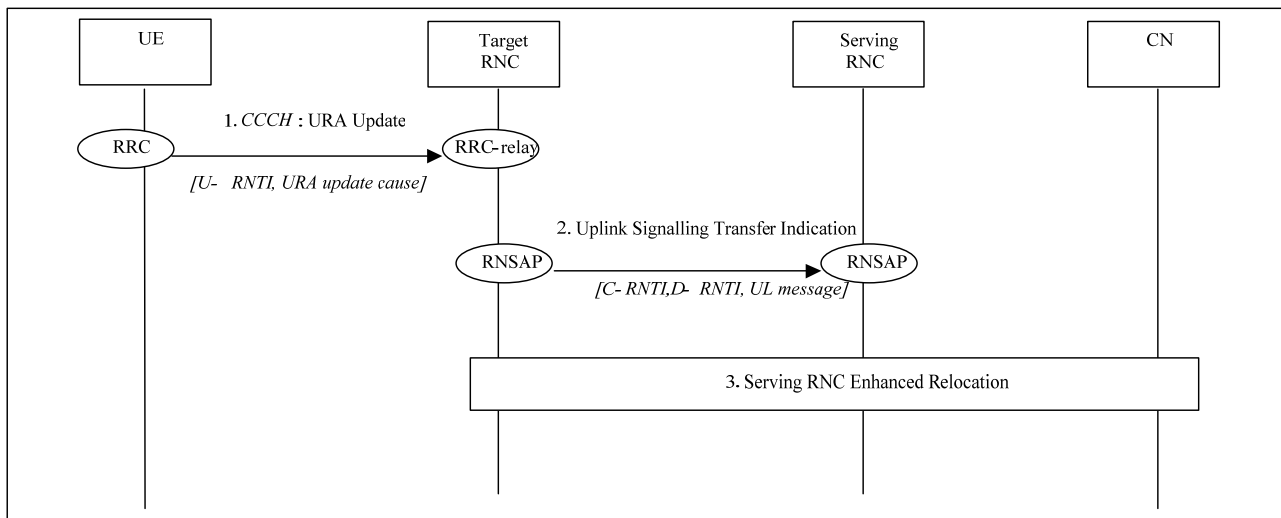 UE
Target
RNC
Serving
RNC
CN
1. CCCH : URA Update
RRC
RRC-relay
[U- RNTI, URA update cause]
2. Uplink Signalling Transfer Indication
RNSAP
RNSAP
[C- RNTI,D- RNTI, UL message]
3. Serving RNC Enhanced Relocation